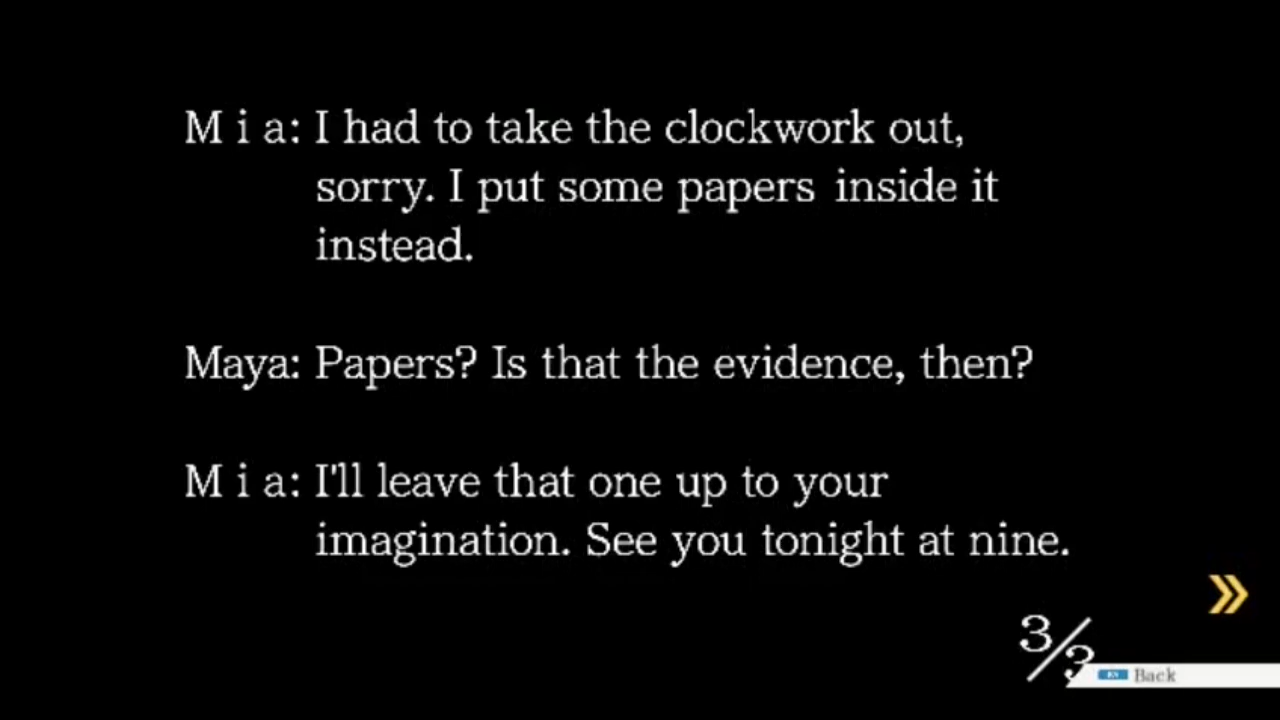 M i a: I had to take the clockwork out,
sorry. I put some papers inside it
instead.
Maya: Papers? Is that the evidence, then?
M i a: I'll leave that one up to your
imagination. See you tonight at nine.
3/3
Back